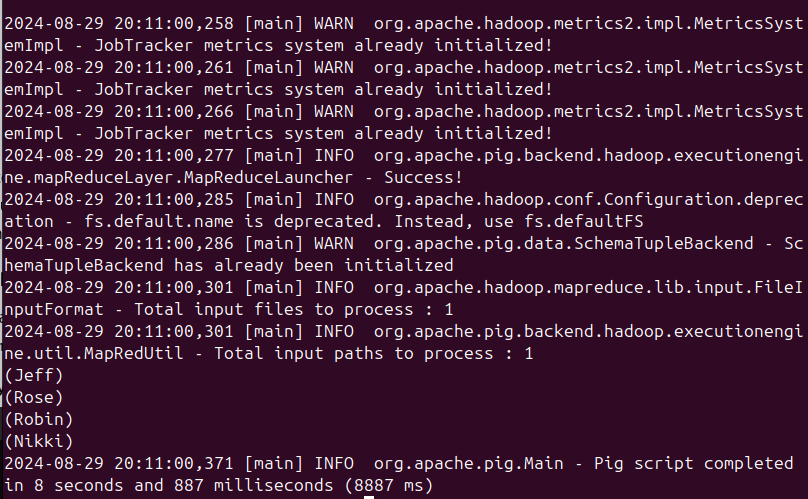 2024-08-29 20:11:00,258 [main] WARN  org.apache.hadoop.metrics2.impl.MetricsSyst
emImpl - JobTracker metrics system already initialized!
2024-08-29 20:11:00,261 [main] WARN  org.apache.hadoop.metrics2.impl.MetricsSyst
emImpl - JobTracker metrics system already initialized!
2024-08-29 20:11:00,266 [main] WARN  org.apache.hadoop.metrics2.impl.MetricsSyst
emImpl - JobTracker metrics system already initialized!
2024-08-29 20:11:00,277 [main] INFO  org.apache.pig.backend.hadoop.executionengi
ne.mapReduceLayer.MapReduceLauncher - Success!
2024-08-29 20:11:00,285 [main] INFO  org.apache.hadoop.conf.Configuration.deprec
ation - fs.default.name is deprecated. Instead, use fs.defaultFS
2024-08-29 20:11:00,286 [main] WARN  org.apache.pig.data.SchemaTupleBackend - Sc
hemaTupleBackend has already been initialized
2024-08-29 20:11:00,301 [main] INFO  org.apache.hadoop.mapreduce.lib.input.FileI
nputFormat - Total input files to process : 1
2024-08-29 20:11:00,301 [main] INFO  org.apache.pig.backend.hadoop.executionengi
ne.util.MapRedUtil - Total input paths to process : 1
(Jeff)
(Rose)
(Robin)
(Nikki)
2024-08-29 20:11:00,371 [main] INFO  org.apache.pig.Main - Pig script completed
in 8 seconds and 887 milliseconds (8887 ms)